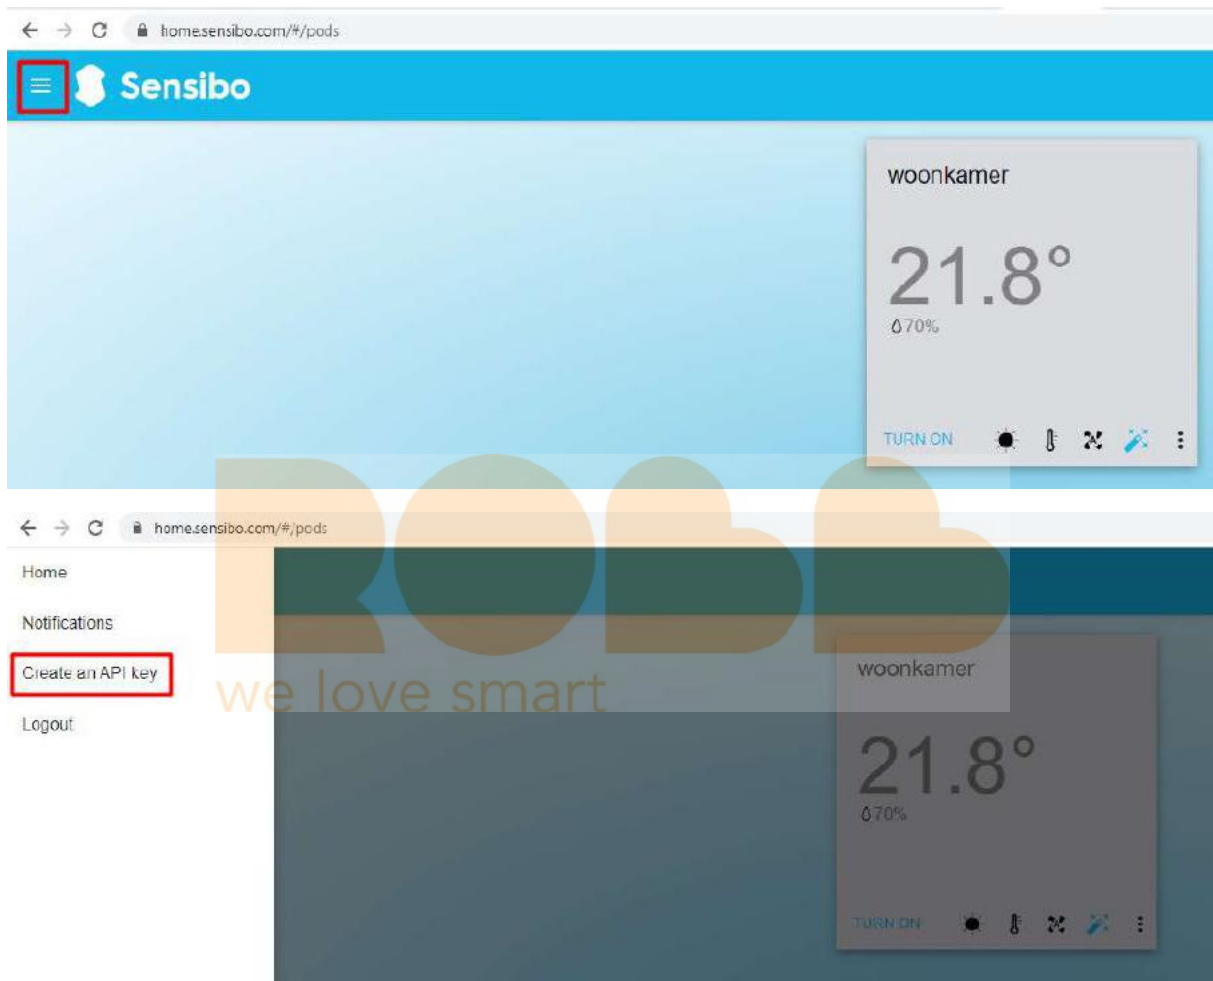 home.sensibo.com/#/pods
Sensibo
woonkamer
21.8°
70%
TURN ON
home.sensibo.com/#/pods
Home
Notifications
Create an API key
Logout
ROBB
we love smart
woonkamer
21.8°
70%
TURN ON